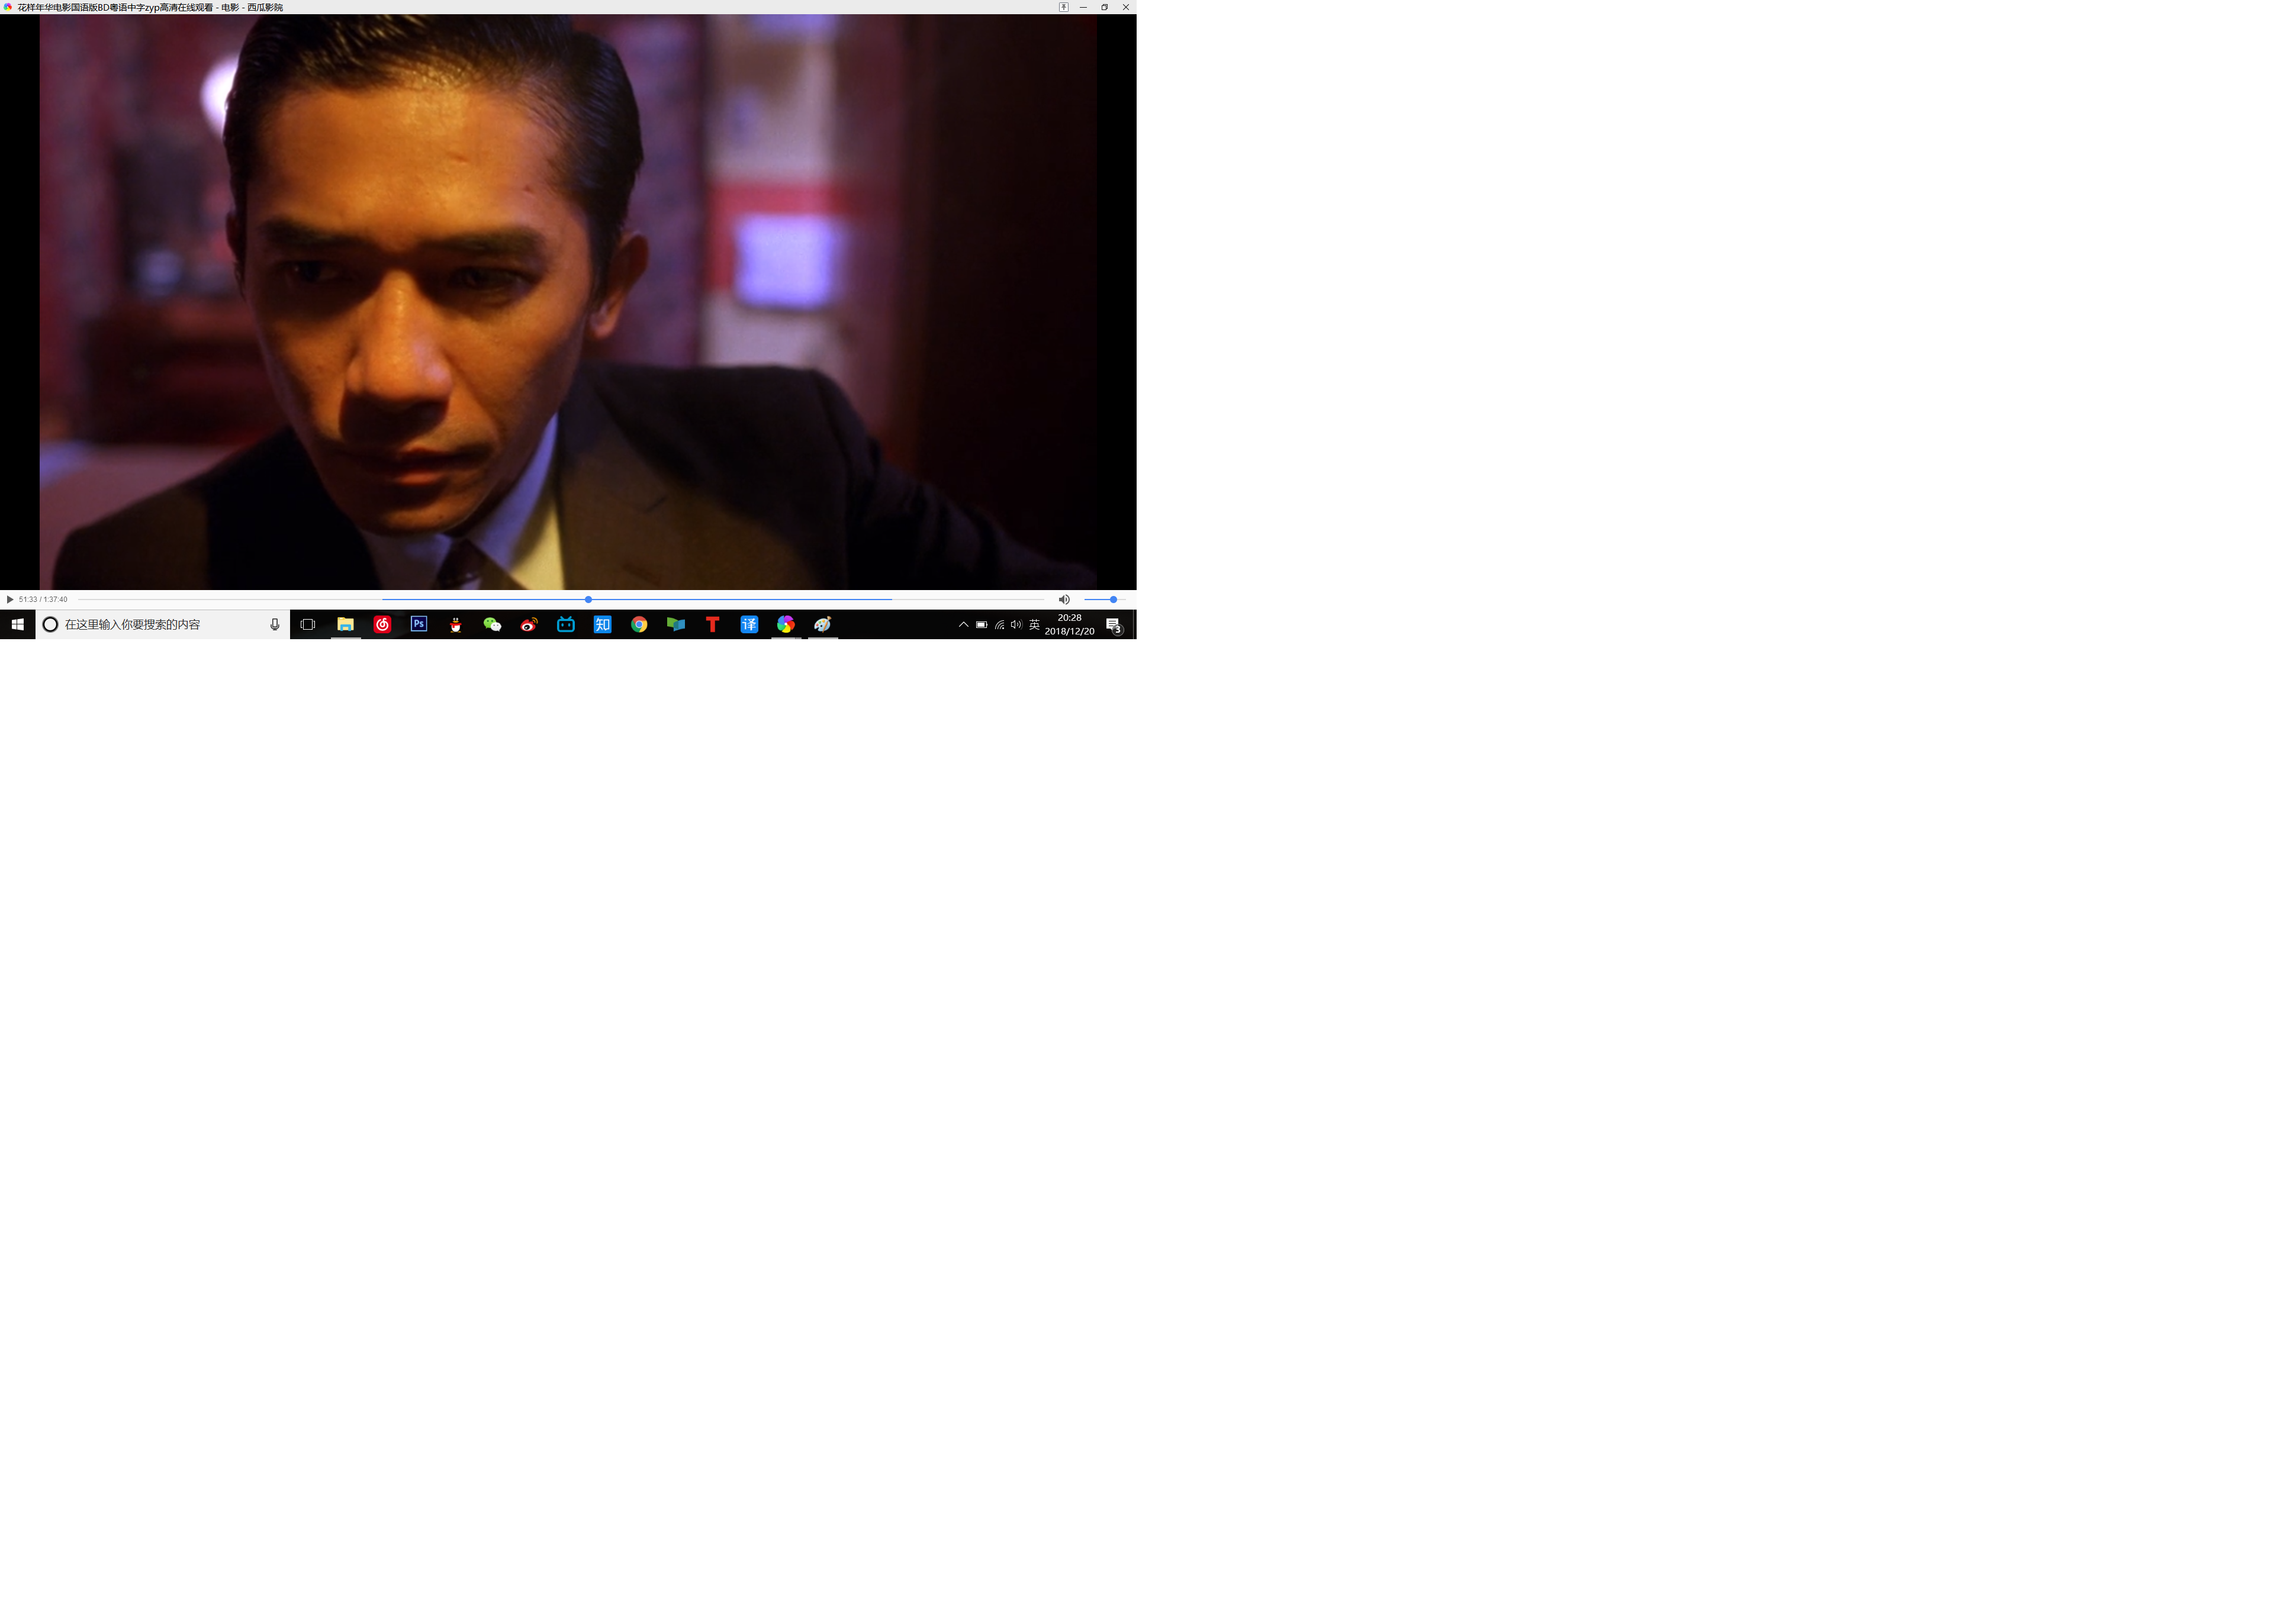 花样年华电影国语版BD粤语中字zyp高清在线观看 - 电影 - 西瓜影院
51:33 / 1:37:40
在这里输入你要搜索的内容
Ps
知
T
译
英
20:28
2018/12/20
3